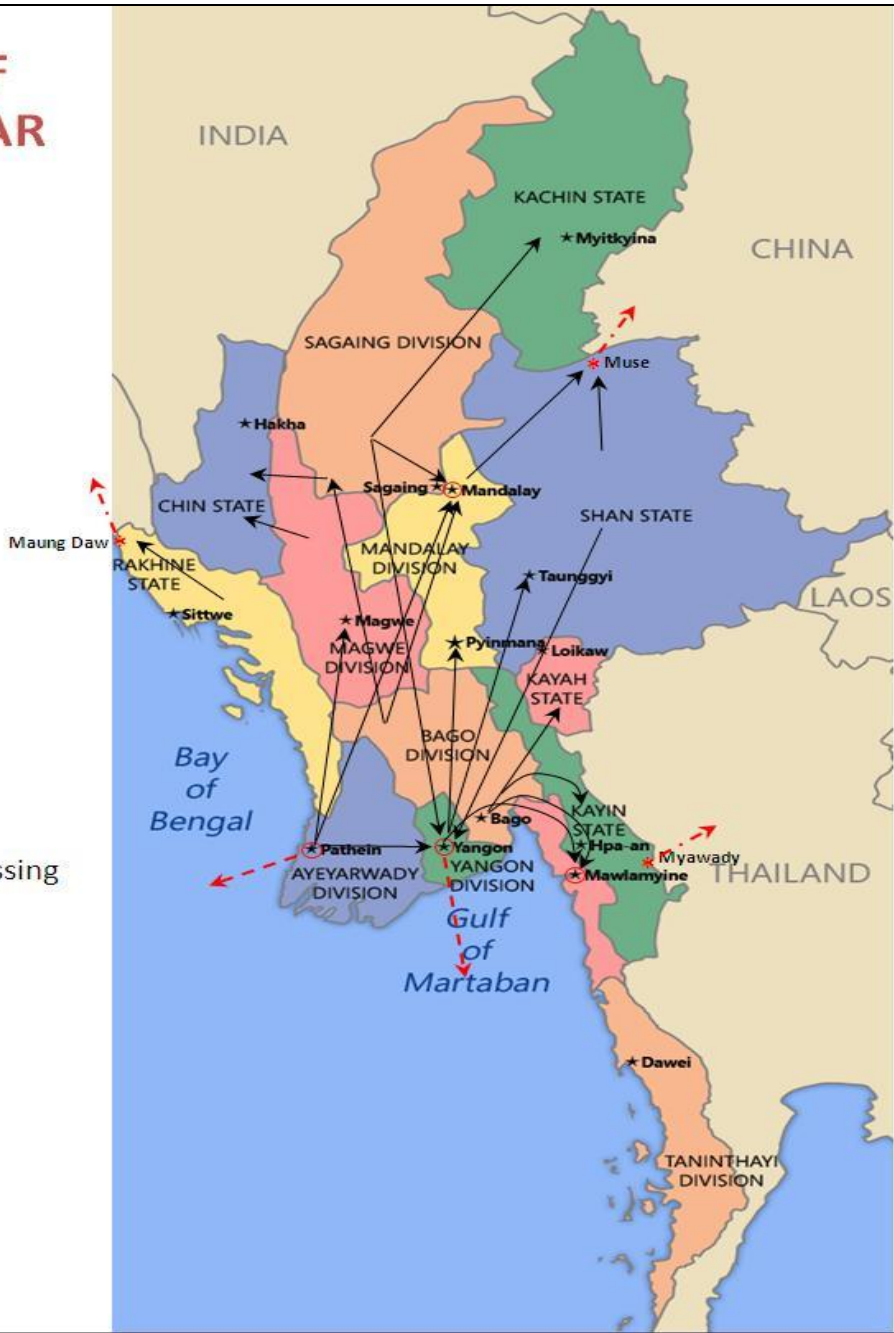 INDIA
KACHIN STATE
★Myitkyina
CHINA
SAGAING DIVISION
Muse
★Hakha
Sagaing★
★Mandalay
CHIN STATE
SHAN STATE
Maung Daw
MANDALAY
DIVISION
RAKHINE
STATE
★Taunggyi
LAOS
★Sittwe
★Magwe
★Pyinmana
★Loikaw
MAGWE
DIVISION
KAYAH
STATE
BAGO
DIVISION
Bay
of
Bengal
★Bago
KAYIN
STATE
★Hpa-an
★Pathein
★Yangon
Myawady
AYEYARWADY
DIVISION
YANGON
DIVISION
★Mawlamyine
THAILAND
Gulf
of
Martaban
★Dawei
TANINTHAYI
DIVISION